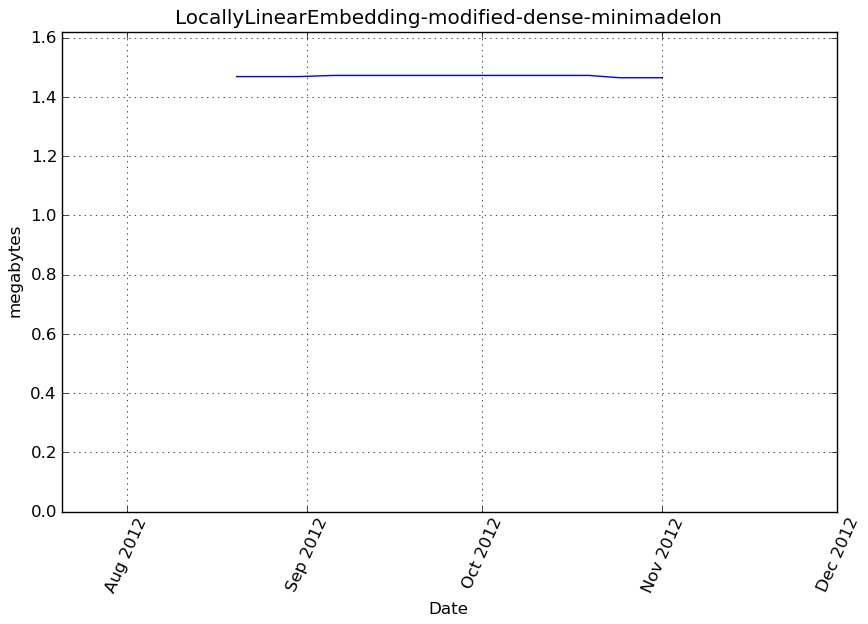 LocallyLinearEmbedding-modified-dense-minimadelon
1.6
1.4
1.2
1.0
0.8
0.6
0.4
0.2
0.0
megabytes
Aug 2012
Sep 2012
Oct 2012
Nov 2012
Dec 2012
Date